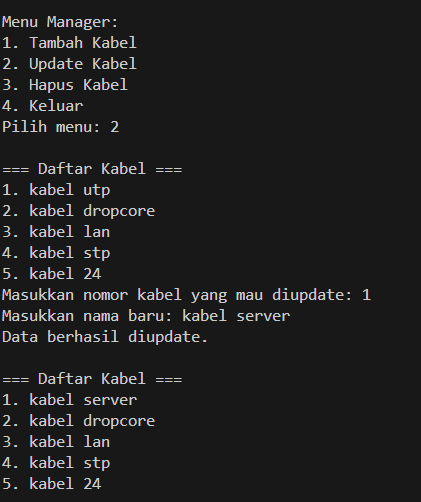 Menu Manager:
1. Tambah Kabel
2. Update Kabel
3. Hapus Kabel
4. Keluar
Pilih menu: 2
=== Daftar Kabel ===
1. kabel utp
2. kabel dropcore
3. kabel lan
4. kabel stp
5. kabel 24
Masukkan nomor kabel yang mau diupdate: 1
Masukkan nama baru: kabel server
Data berhasil diupdate.
=== Daftar Kabel ===
1. kabel server
2. kabel dropcore
3. kabel lan
4. kabel stp
5. kabel 24